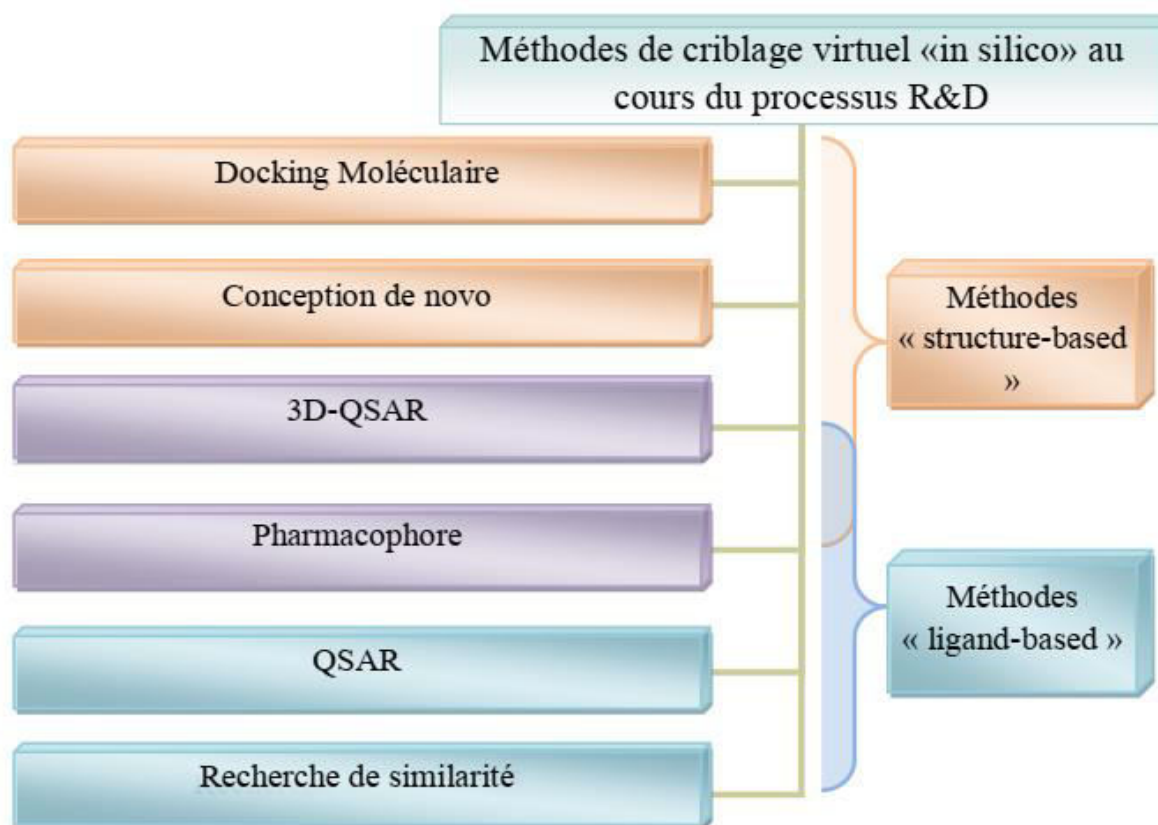 Méthodes de criblage virtuel «in silico» au
cours du processus R&D
Docking Moléculaire
Conception de novo
3D-QSAR
Pharmacophore
QSAR
Recherche de similarité
Méthodes
« structure-based
»
Méthodes
« ligand-based »